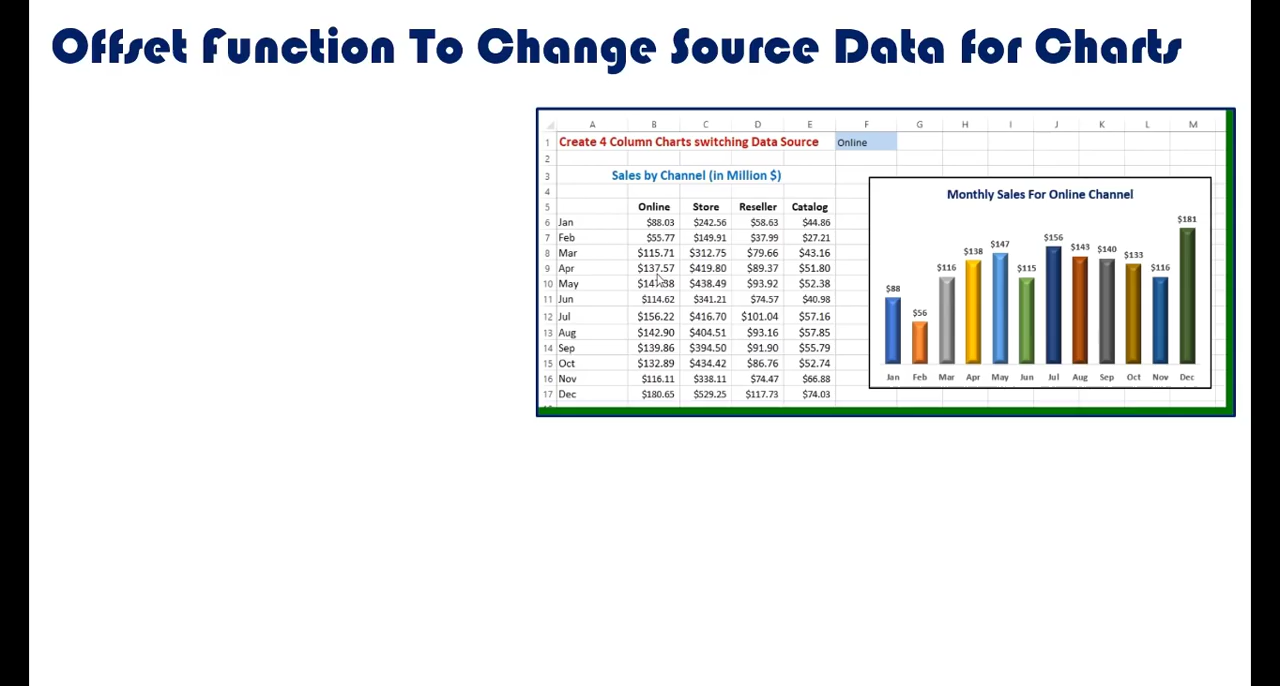 Offset Function To Change Source Data for Charts
A B C D E F G H I J K L M
1 Create 4 Column Charts switching Data Source Online
2
3 Sales by Channel (in Million $)
4
5 Online Store Reseller Catalog
6 Jan $88.03 $242.56 $58.63 $44.86
7 Feb $55.77 $149.91 $37.99 $27.21
8 Mar $115.71 $312.75 $79.66 $43.16
9 Apr $137.57 $419.80 $89.37 $51.80
10 May $438.49 $93.92 $52.38
11 Jun $114.62 $341.21 $74.57 $40.98
12 Jul $156.22 $416.70 $101.04 $57.16
13 Aug $142.90 $404.51 $93.16 $57.85
14 Sep $139.86 $394.50 $91.90 $55.79
15 Oct $132.89 $434.42 $86.76 $52.74
16 Nov $116.11 $338.11 $74.47 $66.88
17 Dec $180.65 $529.25 $117.73 $74.03
Monthly Sales For Online Channel
$88 $56 $116 $138 $147 $115 $156 $143 $140 $133 $116 $181
Jan Feb Mar Apr May Jun Jul Aug Sep Oct Nov Dec